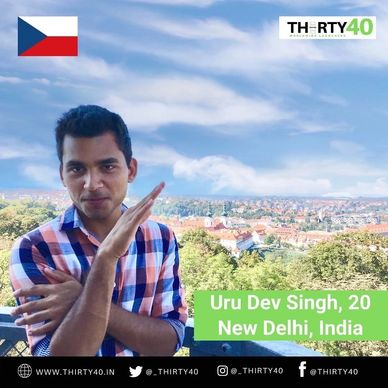 THIRTY40
Uru Dev Singh, 20
New Delhi, India
WWW.THIRTY40.IN @_THIRTY40 @_THIRTY40 @THIRTY40